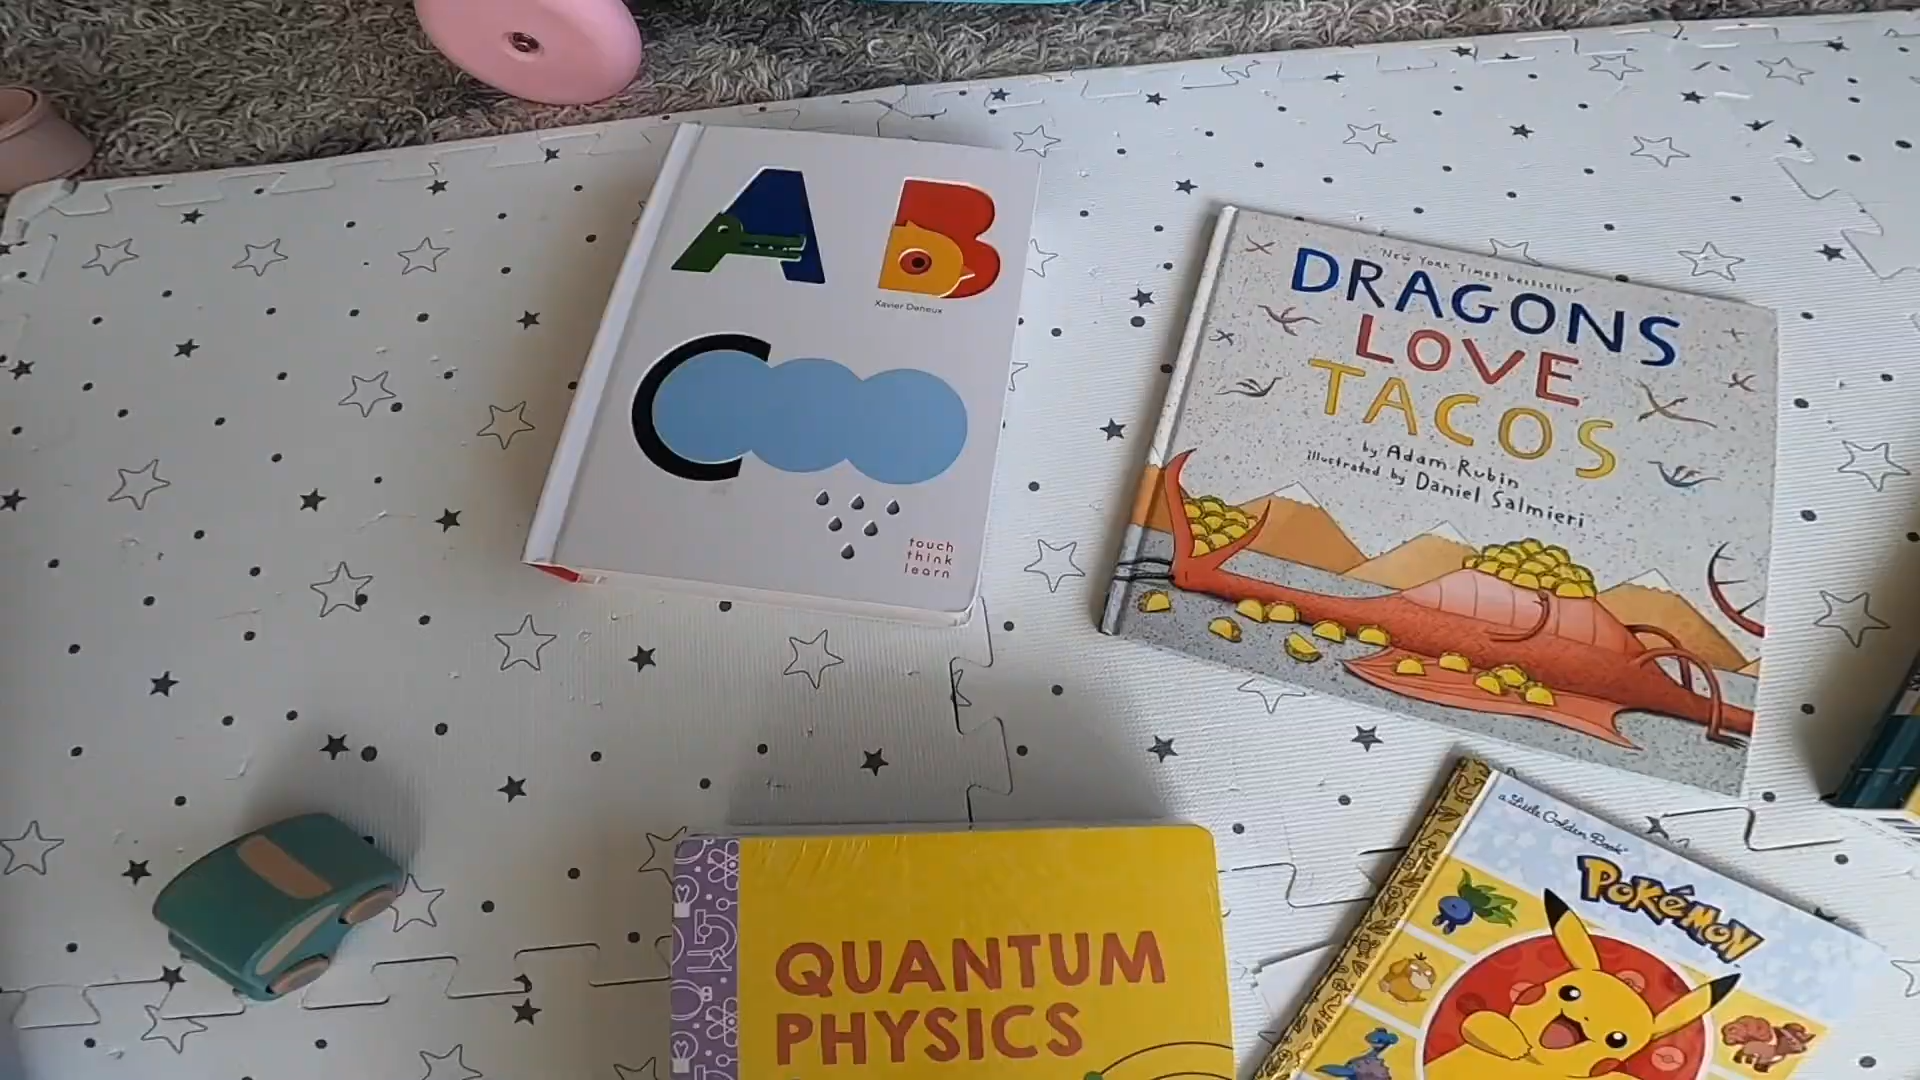 A B
Xavier Deneux
C
touch
think
learn
New York Times bestseller
DRAGONS
LOVE
TACOS
by Adam Rubin
illustrated by Daniel Salmieri
a Little Golden Book®
POKéMON
QUANTUM
PHYSICS